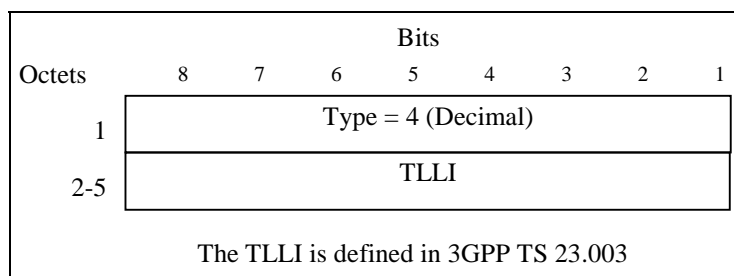 Bits
Octets 8 7 6 5 4 3 2 1
1 Type = 4 (Decimal)
2-5 TLLI
The TLLI is defined in 3GPP TS 23.003